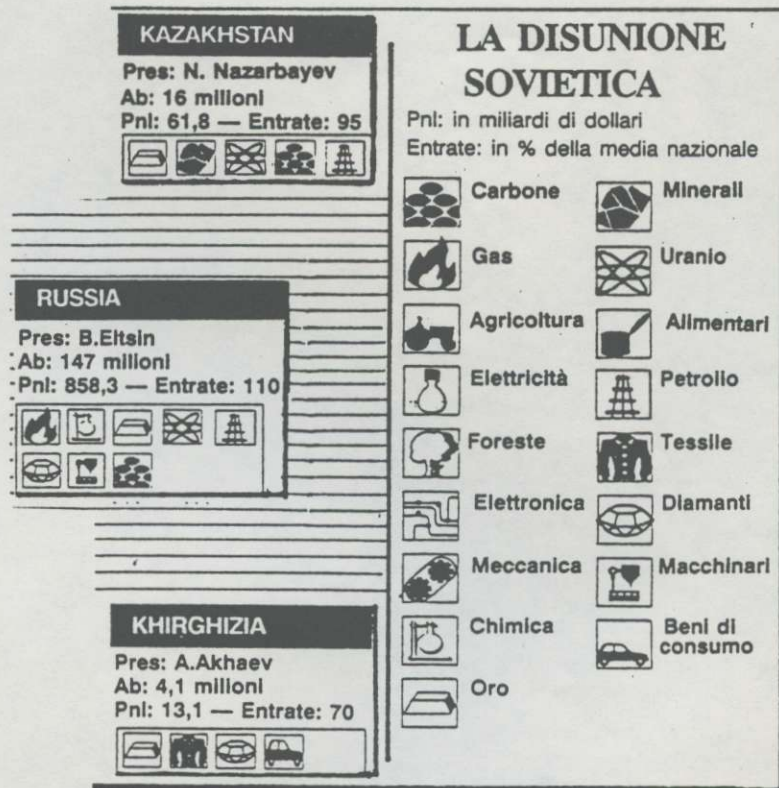 KAZAKHSTAN
Pres: N. Nazarbayev
Ab: 16 milioni
Pnl: 61,8 — Entrate: 95
RUSSIA
Pres: B.Eltsin
Ab: 147 milioni
Pnl: 858,3 — Entrate: 110
KHIRGHIZIA
Pres: A.Akhaev
Ab: 4,1 milioni
Pnl: 13,1 — Entrate: 70
LA DISUNIONE
SOVIETICA
Pnl: in miliardi di dollari
Entrate: in % della media nazionale
Carbone
Minerali
Gas
Uranio
Agricoltura
Alimentari
Elettricità
Petrolio
Foreste
Tessile
Elettronica
Diamanti
Meccanica
Macchinari
Chimica
Beni di
consumo
Oro